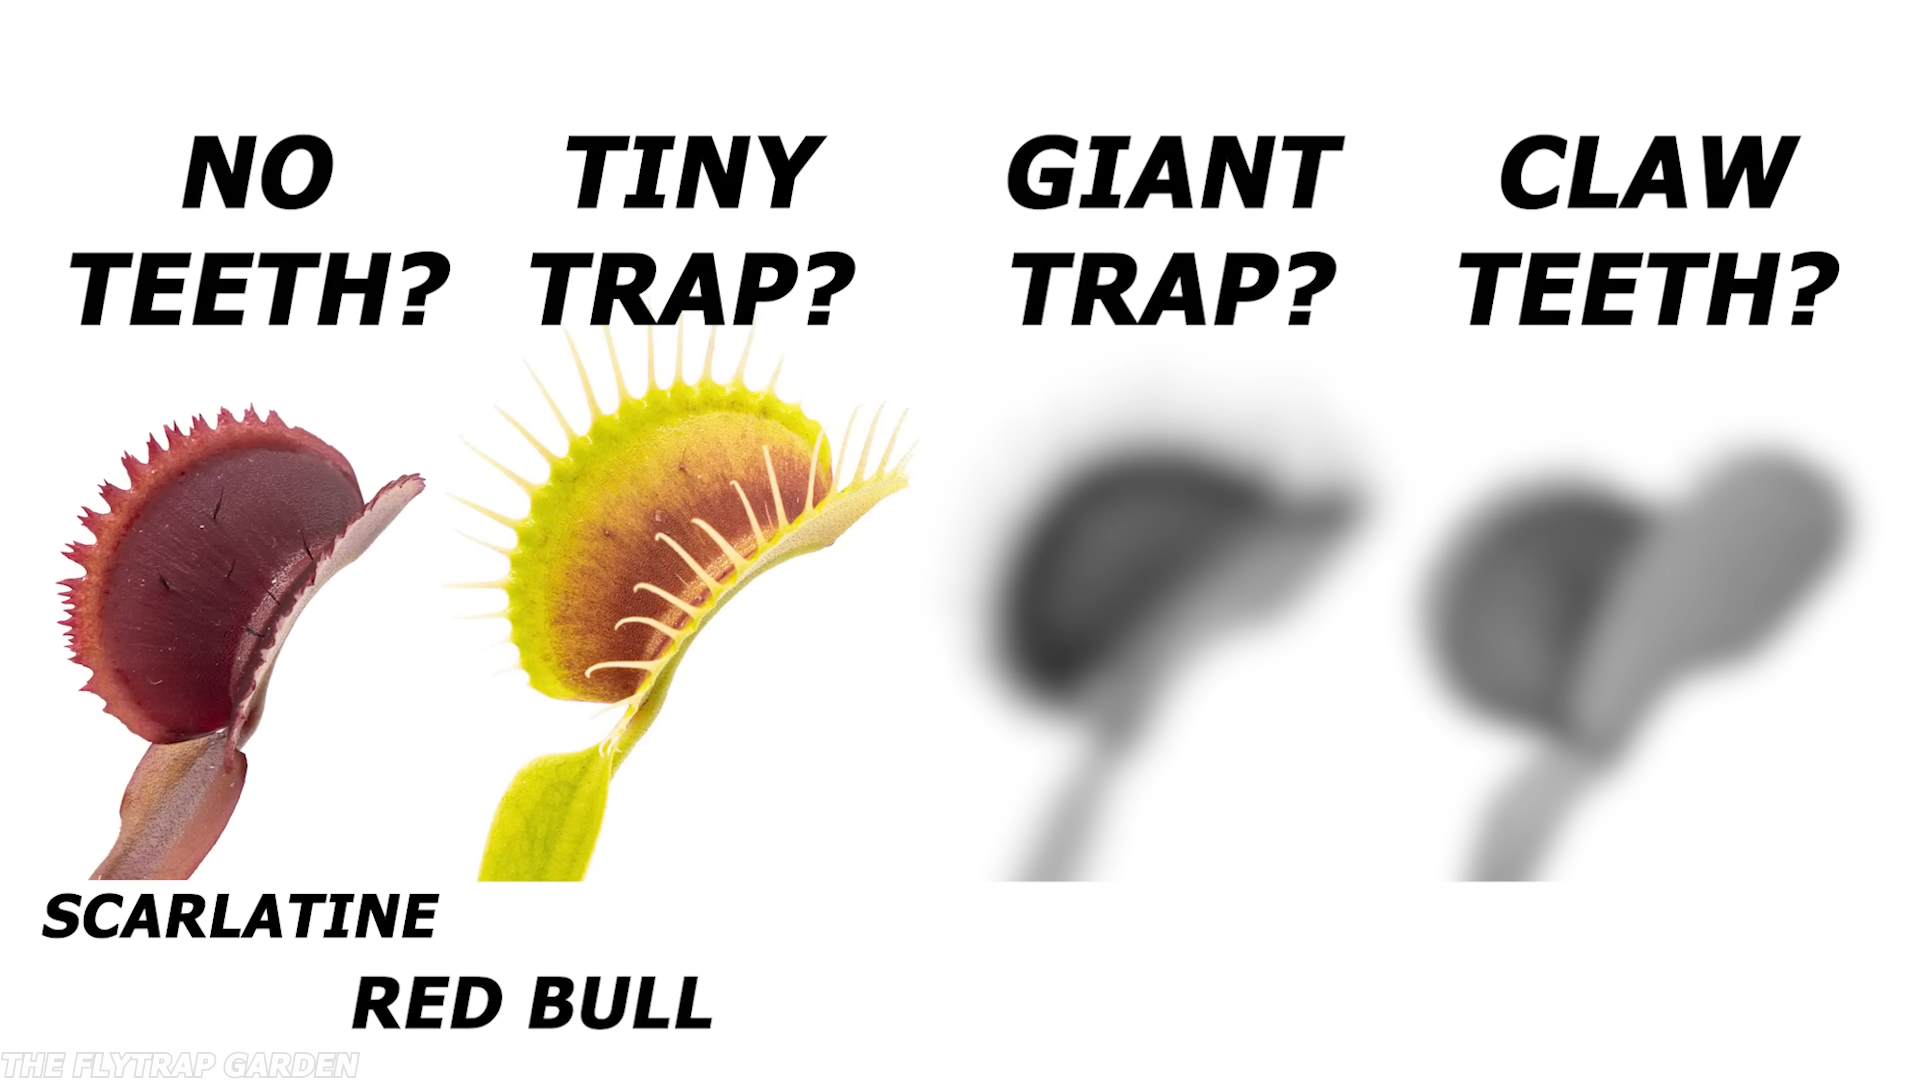 NO
TEETH?
TINY
TRAP?
GIANT
TRAP?
CLAW
TEETH?
SCARLATINE
RED BULL
THE FLYTRAP GARDEN